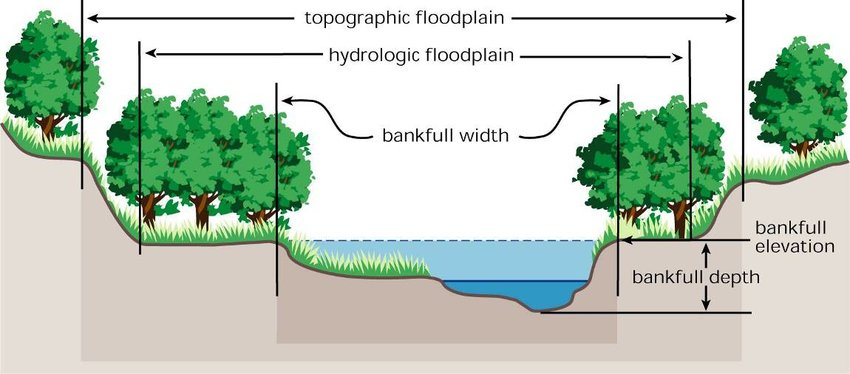 topographic floodplain
hydrologic floodplain
bankfull width
bankfull
elevation
bankfull depth